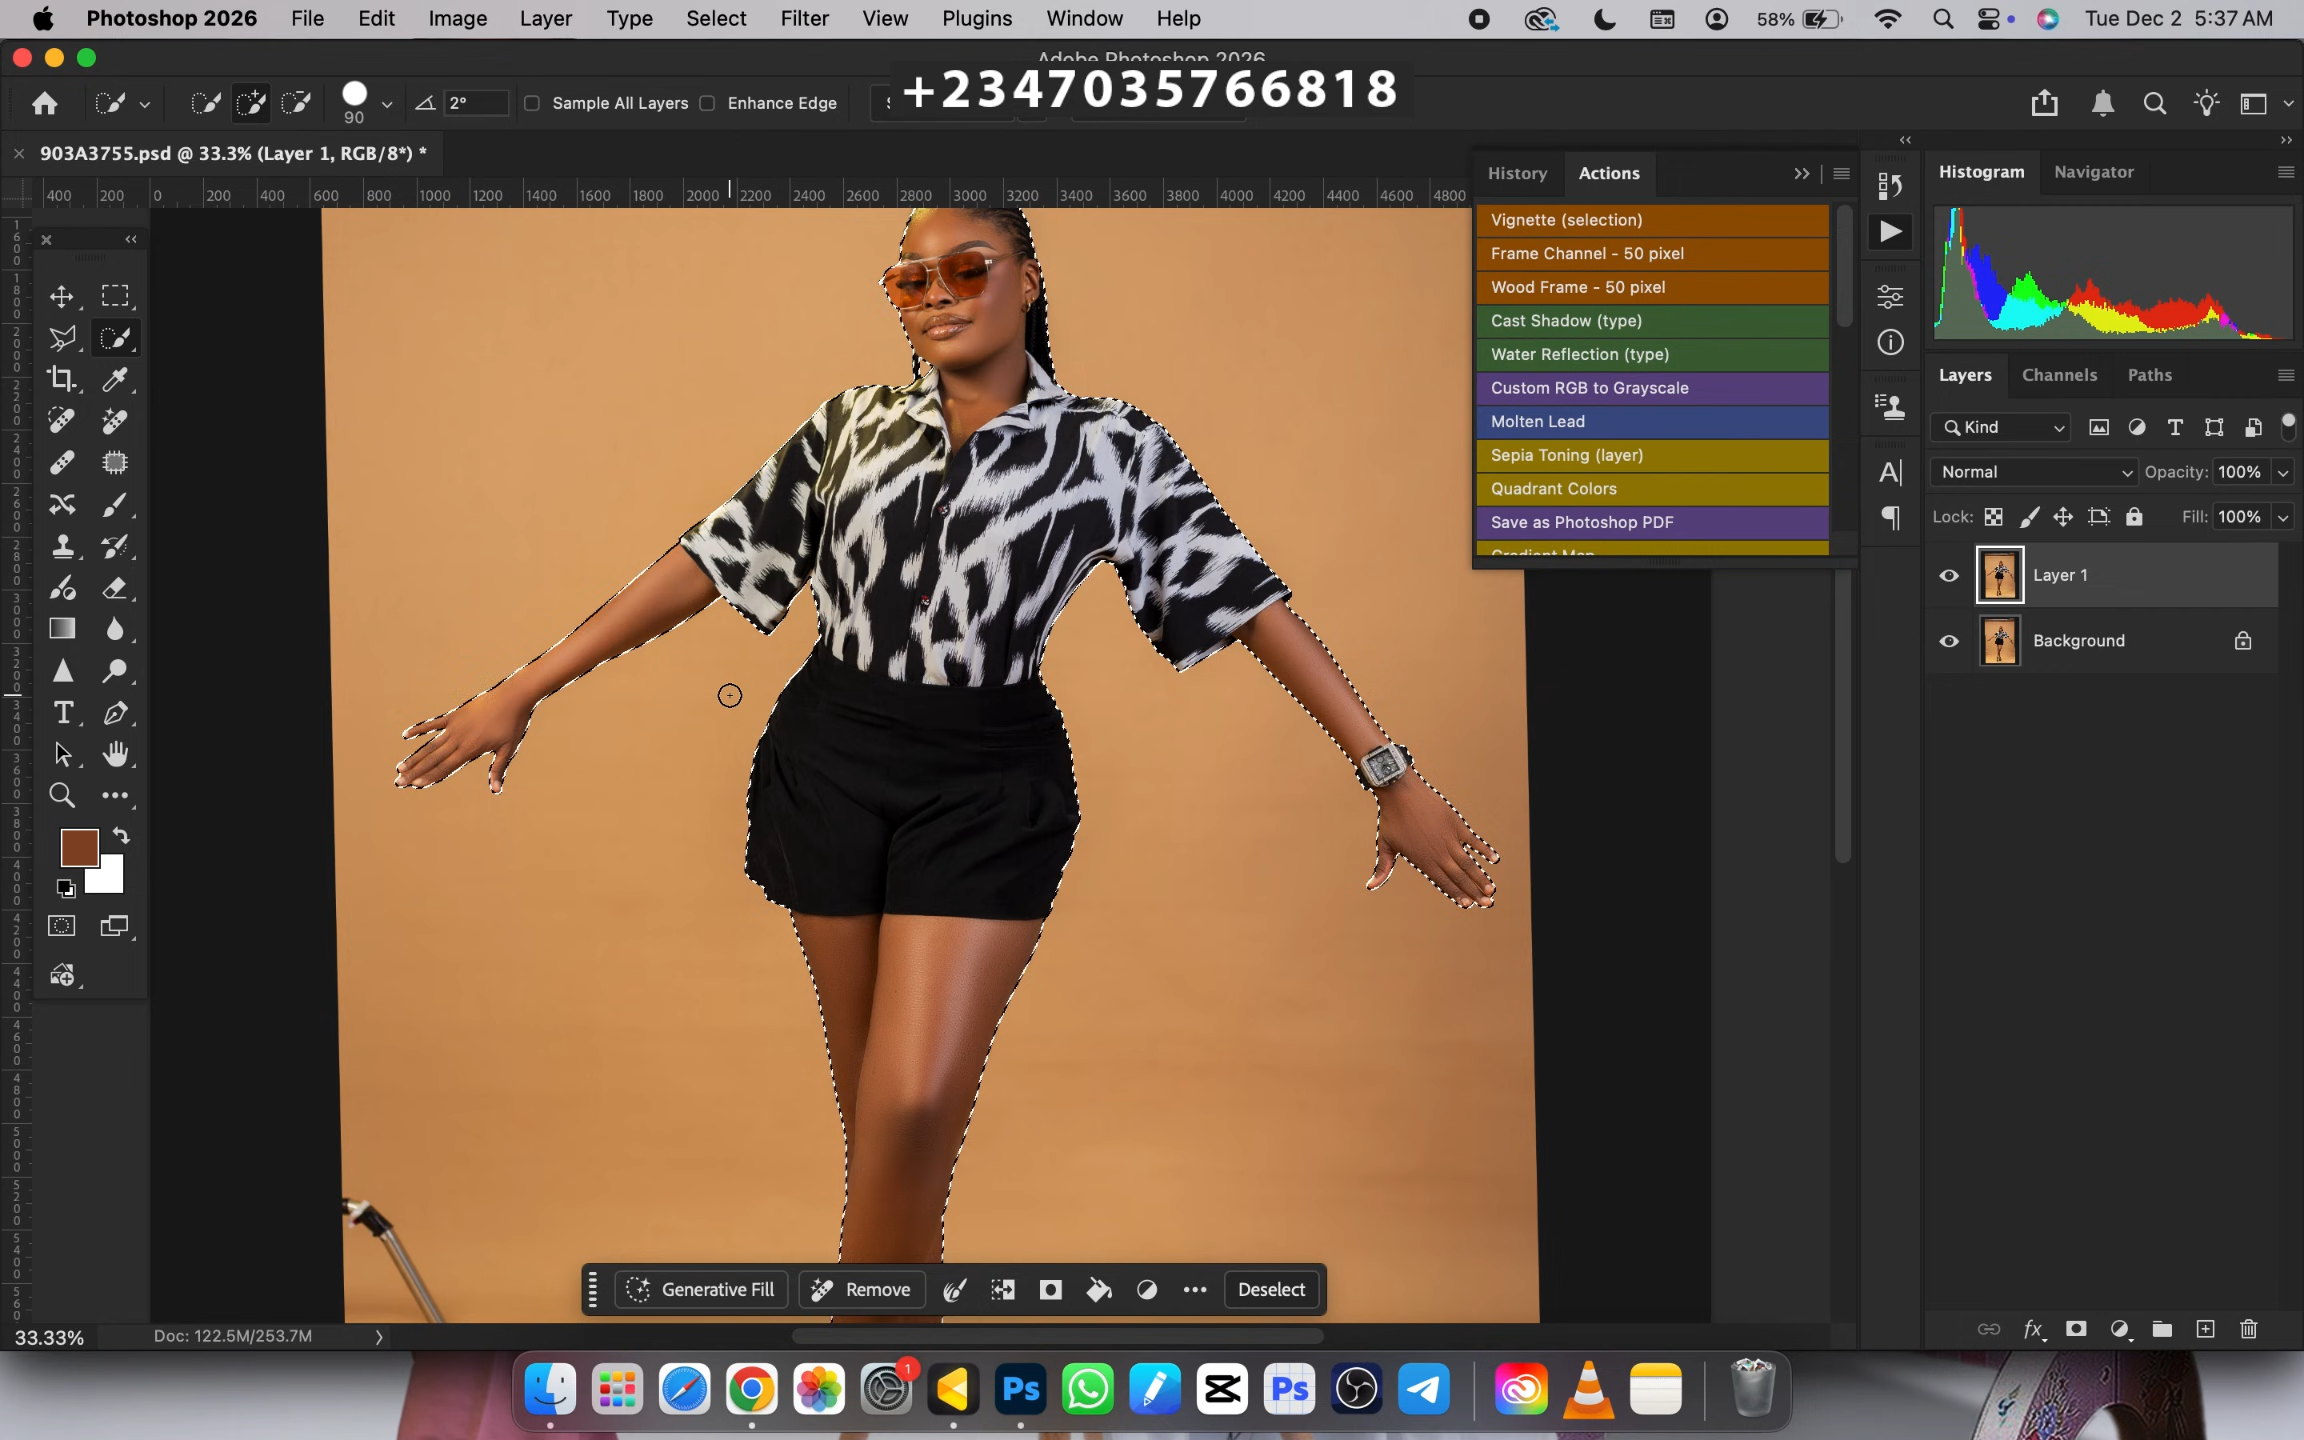 Photoshop 2026 File Edit Image Layer Type Select Filter View Plugins Window Help 58% Tue Dec 2 5:37 AM
Adobe Photoshop 2026
+2347035766818
90 2° Sample All Layers Enhance Edge
903A3755.psd @ 33.3% (Layer 1, RGB/8*) *
400 200 0 200 400 600 800 1000 1200 1400 1600 1800 2000 2200 2400 2600 2800 3000 3200 3400 3600 3800 4000 4200 4400 4600 4800
History Actions
Vignette (selection)
Frame Channel - 50 pixel
Wood Frame - 50 pixel
Cast Shadow (type)
Water Reflection (type)
Custom RGB to Grayscale
Molten Lead
Sepia Toning (layer)
Quadrant Colors
Save as Photoshop PDF
Gradient Map
Histogram Navigator
Layers Channels Paths
Kind
Normal Opacity: 100%
Lock: Fill: 100%
Layer 1
Background
Generative Fill Remove Deselect
33.33% Doc: 122.5M/253.7M
1
Ps
Ps